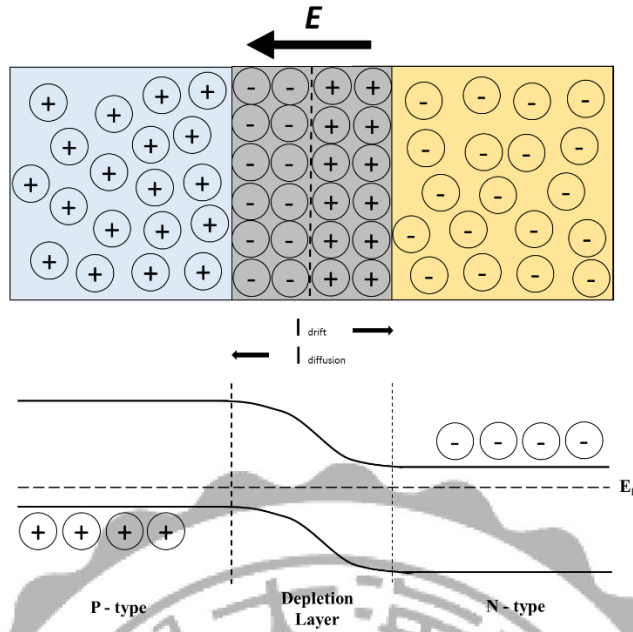 E
I drift
I diffusion
P - type
Depletion
Layer
N - type